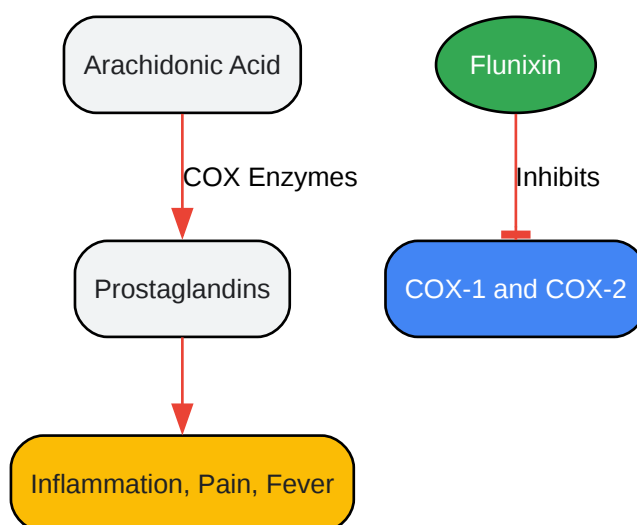 Arachidonic Acid
Flunixin
COX Enzymes
Inhibits
Prostaglandins
COX-1 and COX-2
Inflammation, Pain, Fever